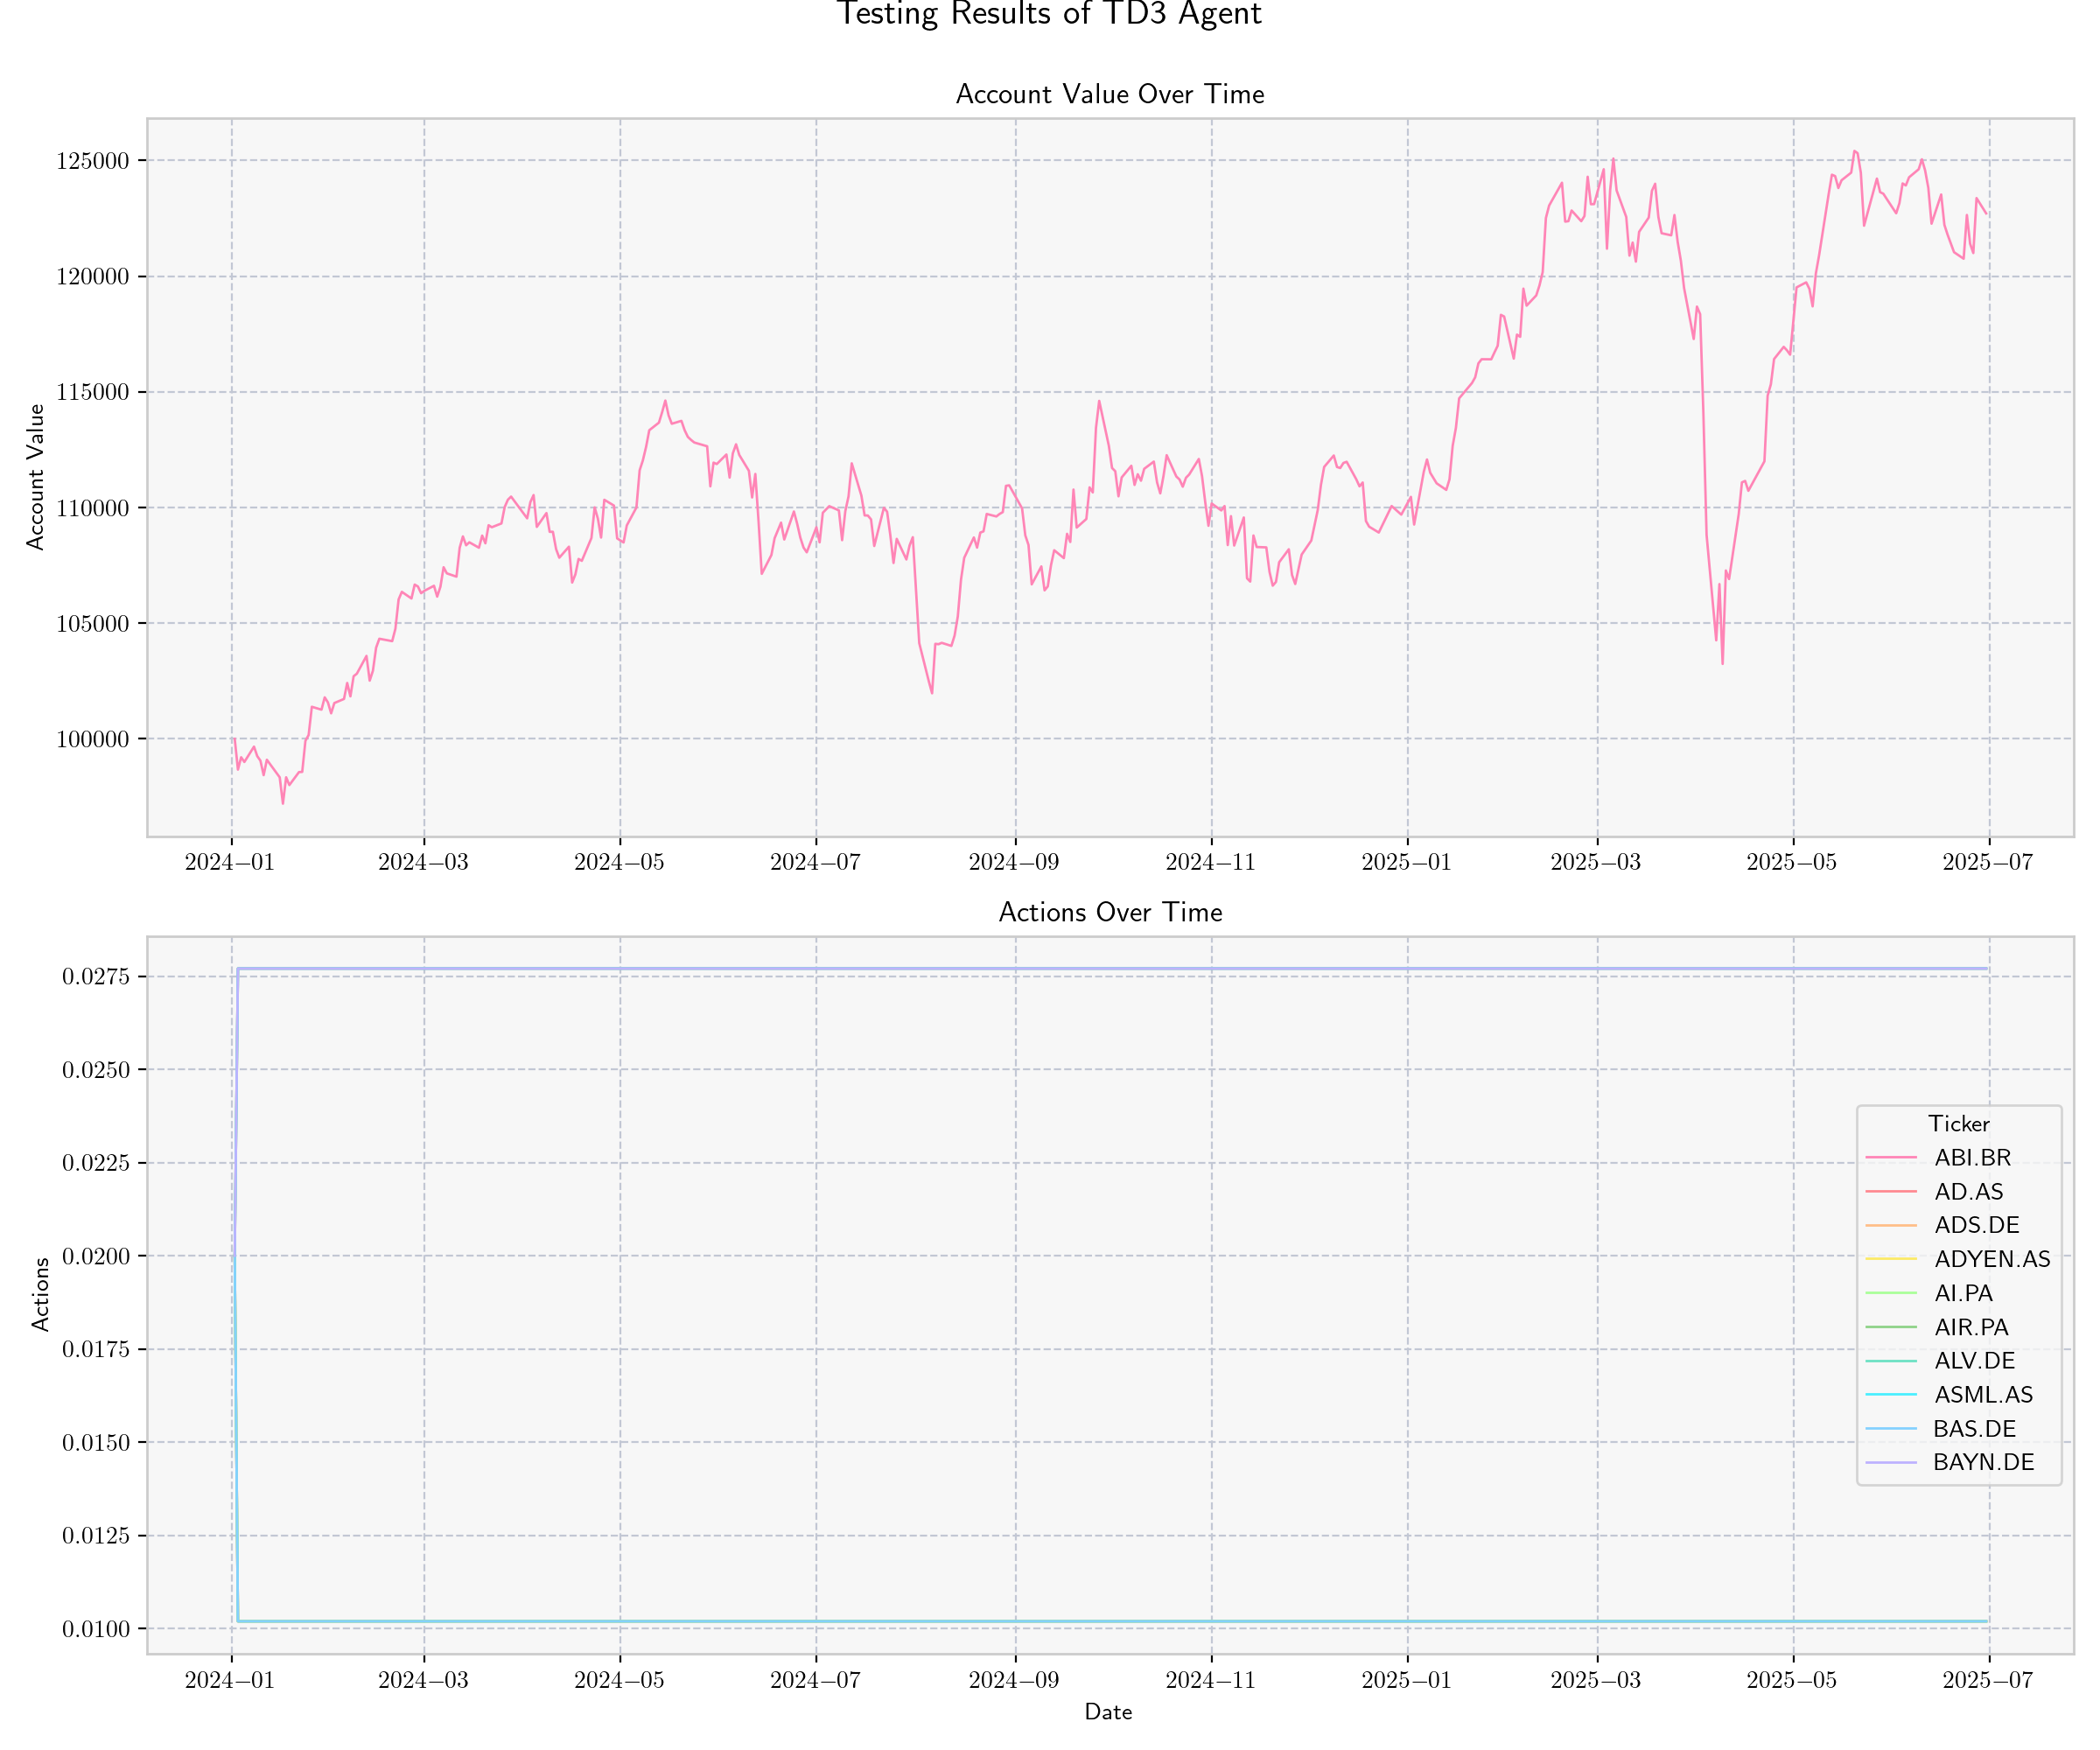 Testing Results of TD3 Agent
Account Value Over Time
Account Value
125000
120000
115000
110000
105000
100000
2024−01 2024−03 2024−05 2024−07 2024−09 2024−11 2025−01 2025−03 2025−05 2025−07
Actions Over Time
Actions
0.0275
0.0250
0.0225
0.0200
0.0175
0.0150
0.0125
0.0100
Ticker
ABI.BR
AD.AS
ADS.DE
ADYEN.AS
AI.PA
AIR.PA
ALV.DE
ASML.AS
BAS.DE
BAYN.DE
2024−01 2024−03 2024−05 2024−07 2024−09 2024−11 2025−01 2025−03 2025−05 2025−07
Date